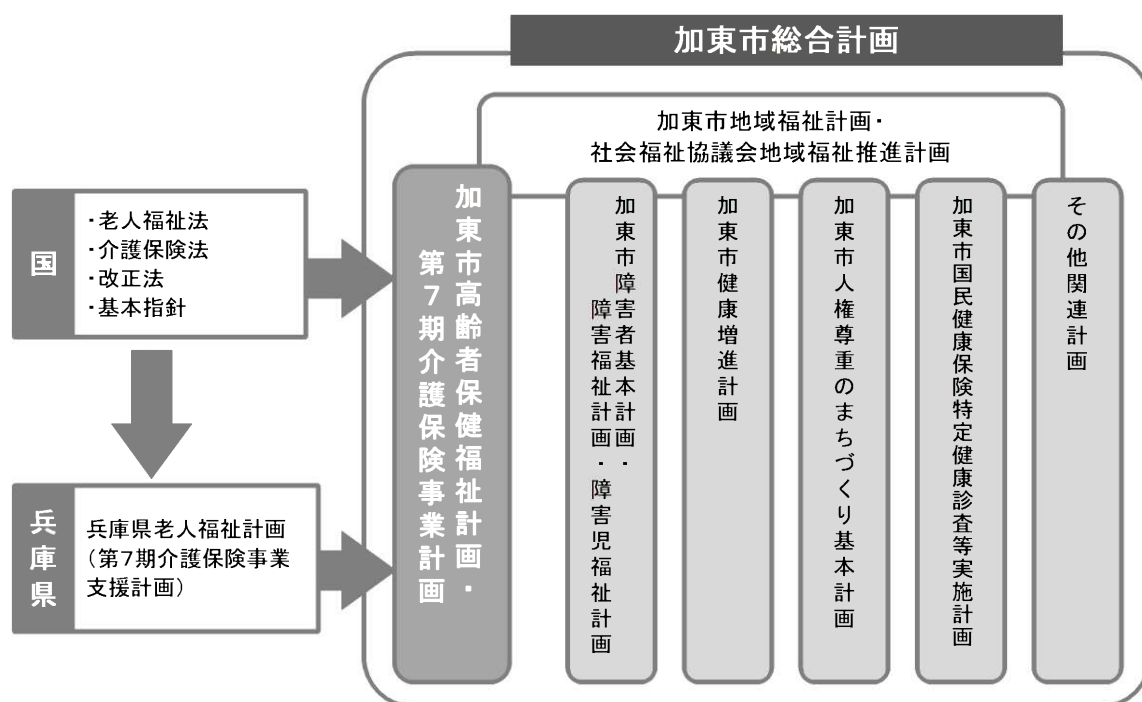 加東市総合計画
加東市地域福祉計画・
社会福祉協議会地域福祉推進計画
国
・老人福祉法
・介護保険法
・改正法
・基本指針
兵庫県
兵庫県老人福祉計画
（第7期介護保険事業
支援計画）
加東市高齢者保健福祉計画・
第7期介護保険事業計画
加東市障害者基本計画・
障害福祉計画・障害児福祉計画
加東市健康増進計画
加東市人権尊重のまちづくり基本計画
加東市国民健康保険特定健康診査等実施計画
その他関連計画